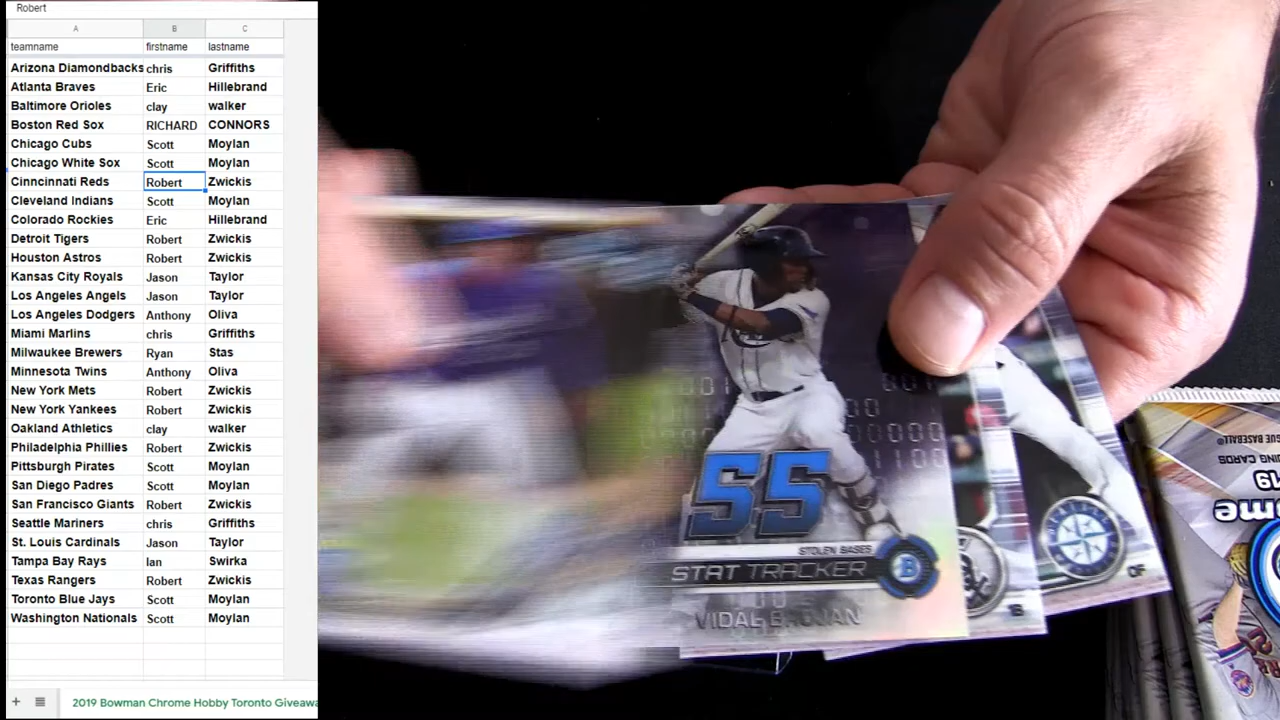 Robert
A B C
teamname firstname lastname
Arizona Diamondbacks chris Griffiths
Atlanta Braves Eric Hillebrand
Baltimore Orioles clay walker
Boston Red Sox RICHARD CONNORS
Chicago Cubs Scott Moylan
Chicago White Sox Scott Moylan
Cinncinnati Reds Robert Zwickis
Cleveland Indians Scott Moylan
Colorado Rockies Eric Hillebrand
Detroit Tigers Robert Zwickis
Houston Astros Robert Zwickis
Kansas City Royals Jason Taylor
Los Angeles Angels Jason Taylor
Los Angeles Dodgers Anthony Oliva
Miami Marlins chris Griffiths
Milwaukee Brewers Ryan Stas
Minnesota Twins Anthony Oliva
New York Mets Robert Zwickis
New York Yankees Robert Zwickis
Oakland Athletics clay walker
Philadelphia Phillies Robert Zwickis
Pittsburgh Pirates Scott Moylan
San Diego Padres Scott Moylan
San Francisco Giants Robert Zwickis
Seattle Mariners chris Griffiths
St. Louis Cardinals Jason Taylor
Tampa Bay Rays Ian Swirka
Texas Rangers Robert Zwickis
Toronto Blue Jays Scott Moylan
Washington Nationals Scott Moylan
2019 Bowman Chrome Hobby Toronto Giveawa
55
STOLEN BASES
STAT TRACKER
B
VIDAL BRUJAN
1B
OF